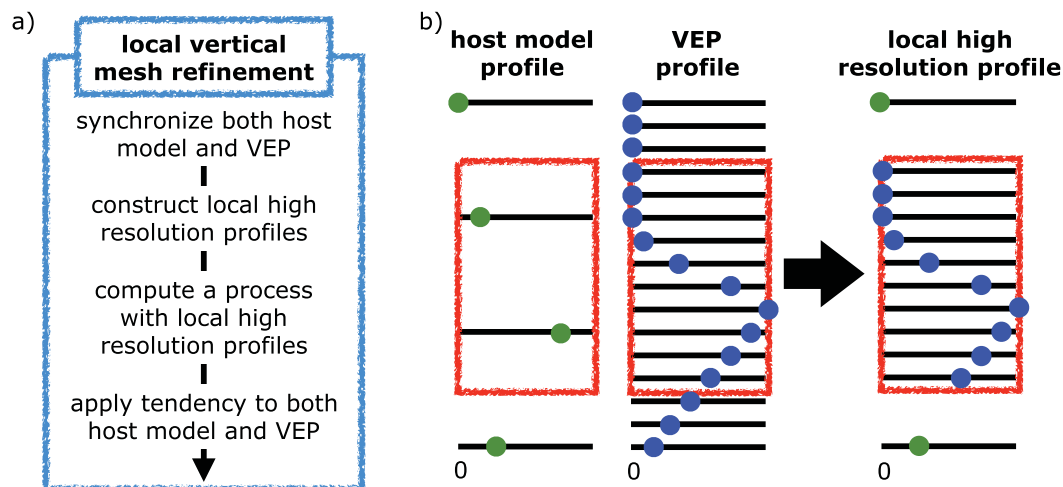 a)
local vertical
mesh refinement
synchronize both host
model and VEP
construct local high
resolution profiles
compute a process
with local high
resolution profiles
apply tendency to both
host model and VEP
b)
host model
profile
VEP
profile
local high
resolution profile
0
0
0